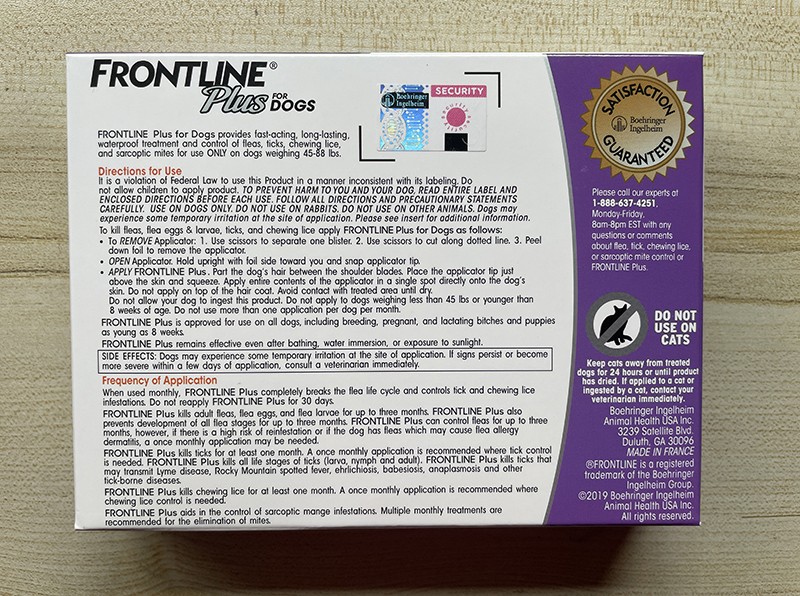 FRONTLINE®
Plus FOR DOGS
Boehringer
Ingelheim
SECURITY
FRONTLINE Plus for Dogs provides fast-acting, long-lasting,
waterproof treatment and control of fleas, ticks, chewing lice,
and sarcoptic mites for use ONLY on dogs weighing 45-88 lbs.
Directions for Use
It is a violation of Federal Law to use this Product in a manner inconsistent with its labeling. Do
not allow children to apply product. TO PREVENT HARM TO YOU AND YOUR DOG, READ ENTIRE LABEL AND
ENCLOSED DIRECTIONS BEFORE EACH USE. FOLLOW ALL DIRECTIONS AND PRECAUTIONARY STATEMENTS
CAREFULLY. USE ON DOGS ONLY. DO NOT USE ON RABBITS. DO NOT USE ON OTHER ANIMALS. Dogs may
experience some temporary irritation at the site of application. Please see insert for additional information.
To kill fleas, flea eggs & larvae, ticks, and chewing lice apply FRONTLINE Plus for Dogs as follows:
• To REMOVE Applicator: 1. Use scissors to separate one blister. 2. Use scissors to cut along dotted line. 3. Peel
down foil to remove the applicator.
• OPEN Applicator. Hold upright with foil side toward you and snap applicator tip.
• APPLY FRONTLINE Plus. Part the dog's hair between the shoulder blades. Place the applicator tip just
above the skin and squeeze. Apply entire contents of the applicator in a single spot directly onto the dog's
skin. Do not apply on top of the hair coat. Avoid contact with treated area until dry.
Do not allow your dog to ingest this product. Do not apply to dogs weighing less than 45 lbs or younger than
8 weeks of age. Do not use more than one application per dog per month.
FRONTLINE Plus is approved for use on all dogs, including breeding, pregnant, and lactating bitches and puppies
as young as 8 weeks.
FRONTLINE Plus remains effective even after bathing, water immersion, or exposure to sunlight.
SIDE EFFECTS: Dogs may experience some temporary irritation at the site of application. If signs persist or become
more severe within a few days of application, consult a veterinarian immediately.
Frequency of Application
When used monthly, FRONTLINE Plus completely breaks the flea life cycle and controls tick and chewing lice
infestations. Do not reapply FRONTLINE Plus for 30 days.
FRONTLINE Plus kills adult fleas, flea eggs, and flea larvae for up to three months. FRONTLINE Plus also
prevents development of all flea stages for up to three months. FRONTLINE Plus can control fleas for up to three
months, however, if there is a high risk of reinfestation or if the dog has fleas which may cause flea allergy
dermatitis, a once monthly application may be needed.
FRONTLINE Plus kills ticks for at least one month. A once monthly application is recommended where tick control
is needed. FRONTLINE Plus kills all life stages of ticks (larva, nymph and adult). FRONTLINE Plus kills ticks that
may transmit Lyme disease, Rocky Mountain spotted fever, ehrlichiosis, babesiosis, anaplasmosis and other
tick-borne diseases.
FRONTLINE Plus kills chewing lice for at least one month. A once monthly application is recommended where
chewing lice control is needed.
FRONTLINE Plus aids in the control of sarcoptic mange infestations. Multiple monthly treatments are
recommended for the elimination of mites.
SATISFACTION
Boehringer
Ingelheim
GUARANTEED
Please call our experts at
1-888-637-4251,
Monday-Friday,
8am-8pm EST with any
questions or comments
about flea, tick, chewing lice,
or sarcoptic mite control or
FRONTLINE Plus.
DO NOT
USE ON
CATS
Keep cats away from treated
dogs for 24 hours or until product
has dried. If applied to a cat or
ingested by a cat, contact your
veterinarian immediately.
Boehringer Ingelheim
Animal Health USA Inc.
3239 Satellite Blvd.
Duluth, GA 30096
MADE IN FRANCE
®FRONTLINE is a registered
trademark of the Boehringer
Ingelheim Group.
©2019 Boehringer Ingelheim
Animal Health USA Inc.
All rights reserved.